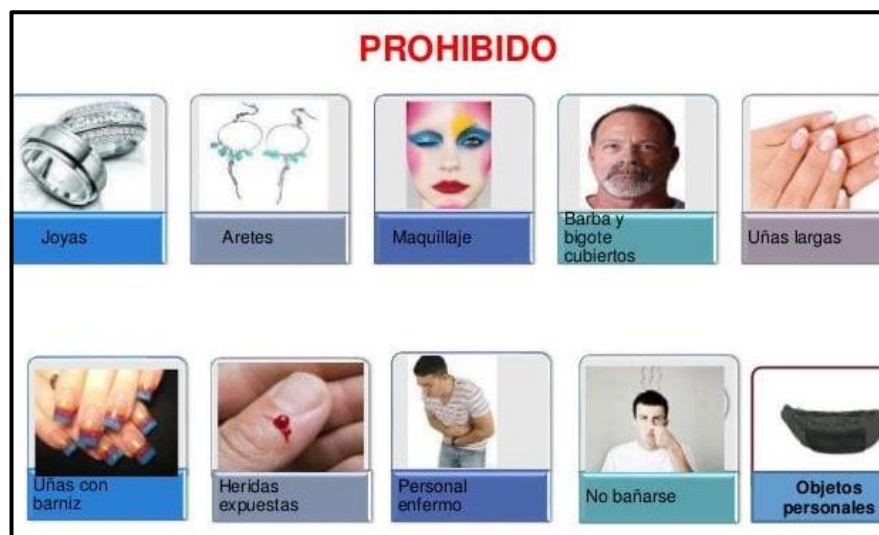 PROHIBIDO
Joyas
Aretes
Maquillaje
Barba y
bigote
cubiertos
Uñas largas
Uñas con
barniz
Heridas
expuestas
Personal
enfermo
No bañarse
Objetos
personales